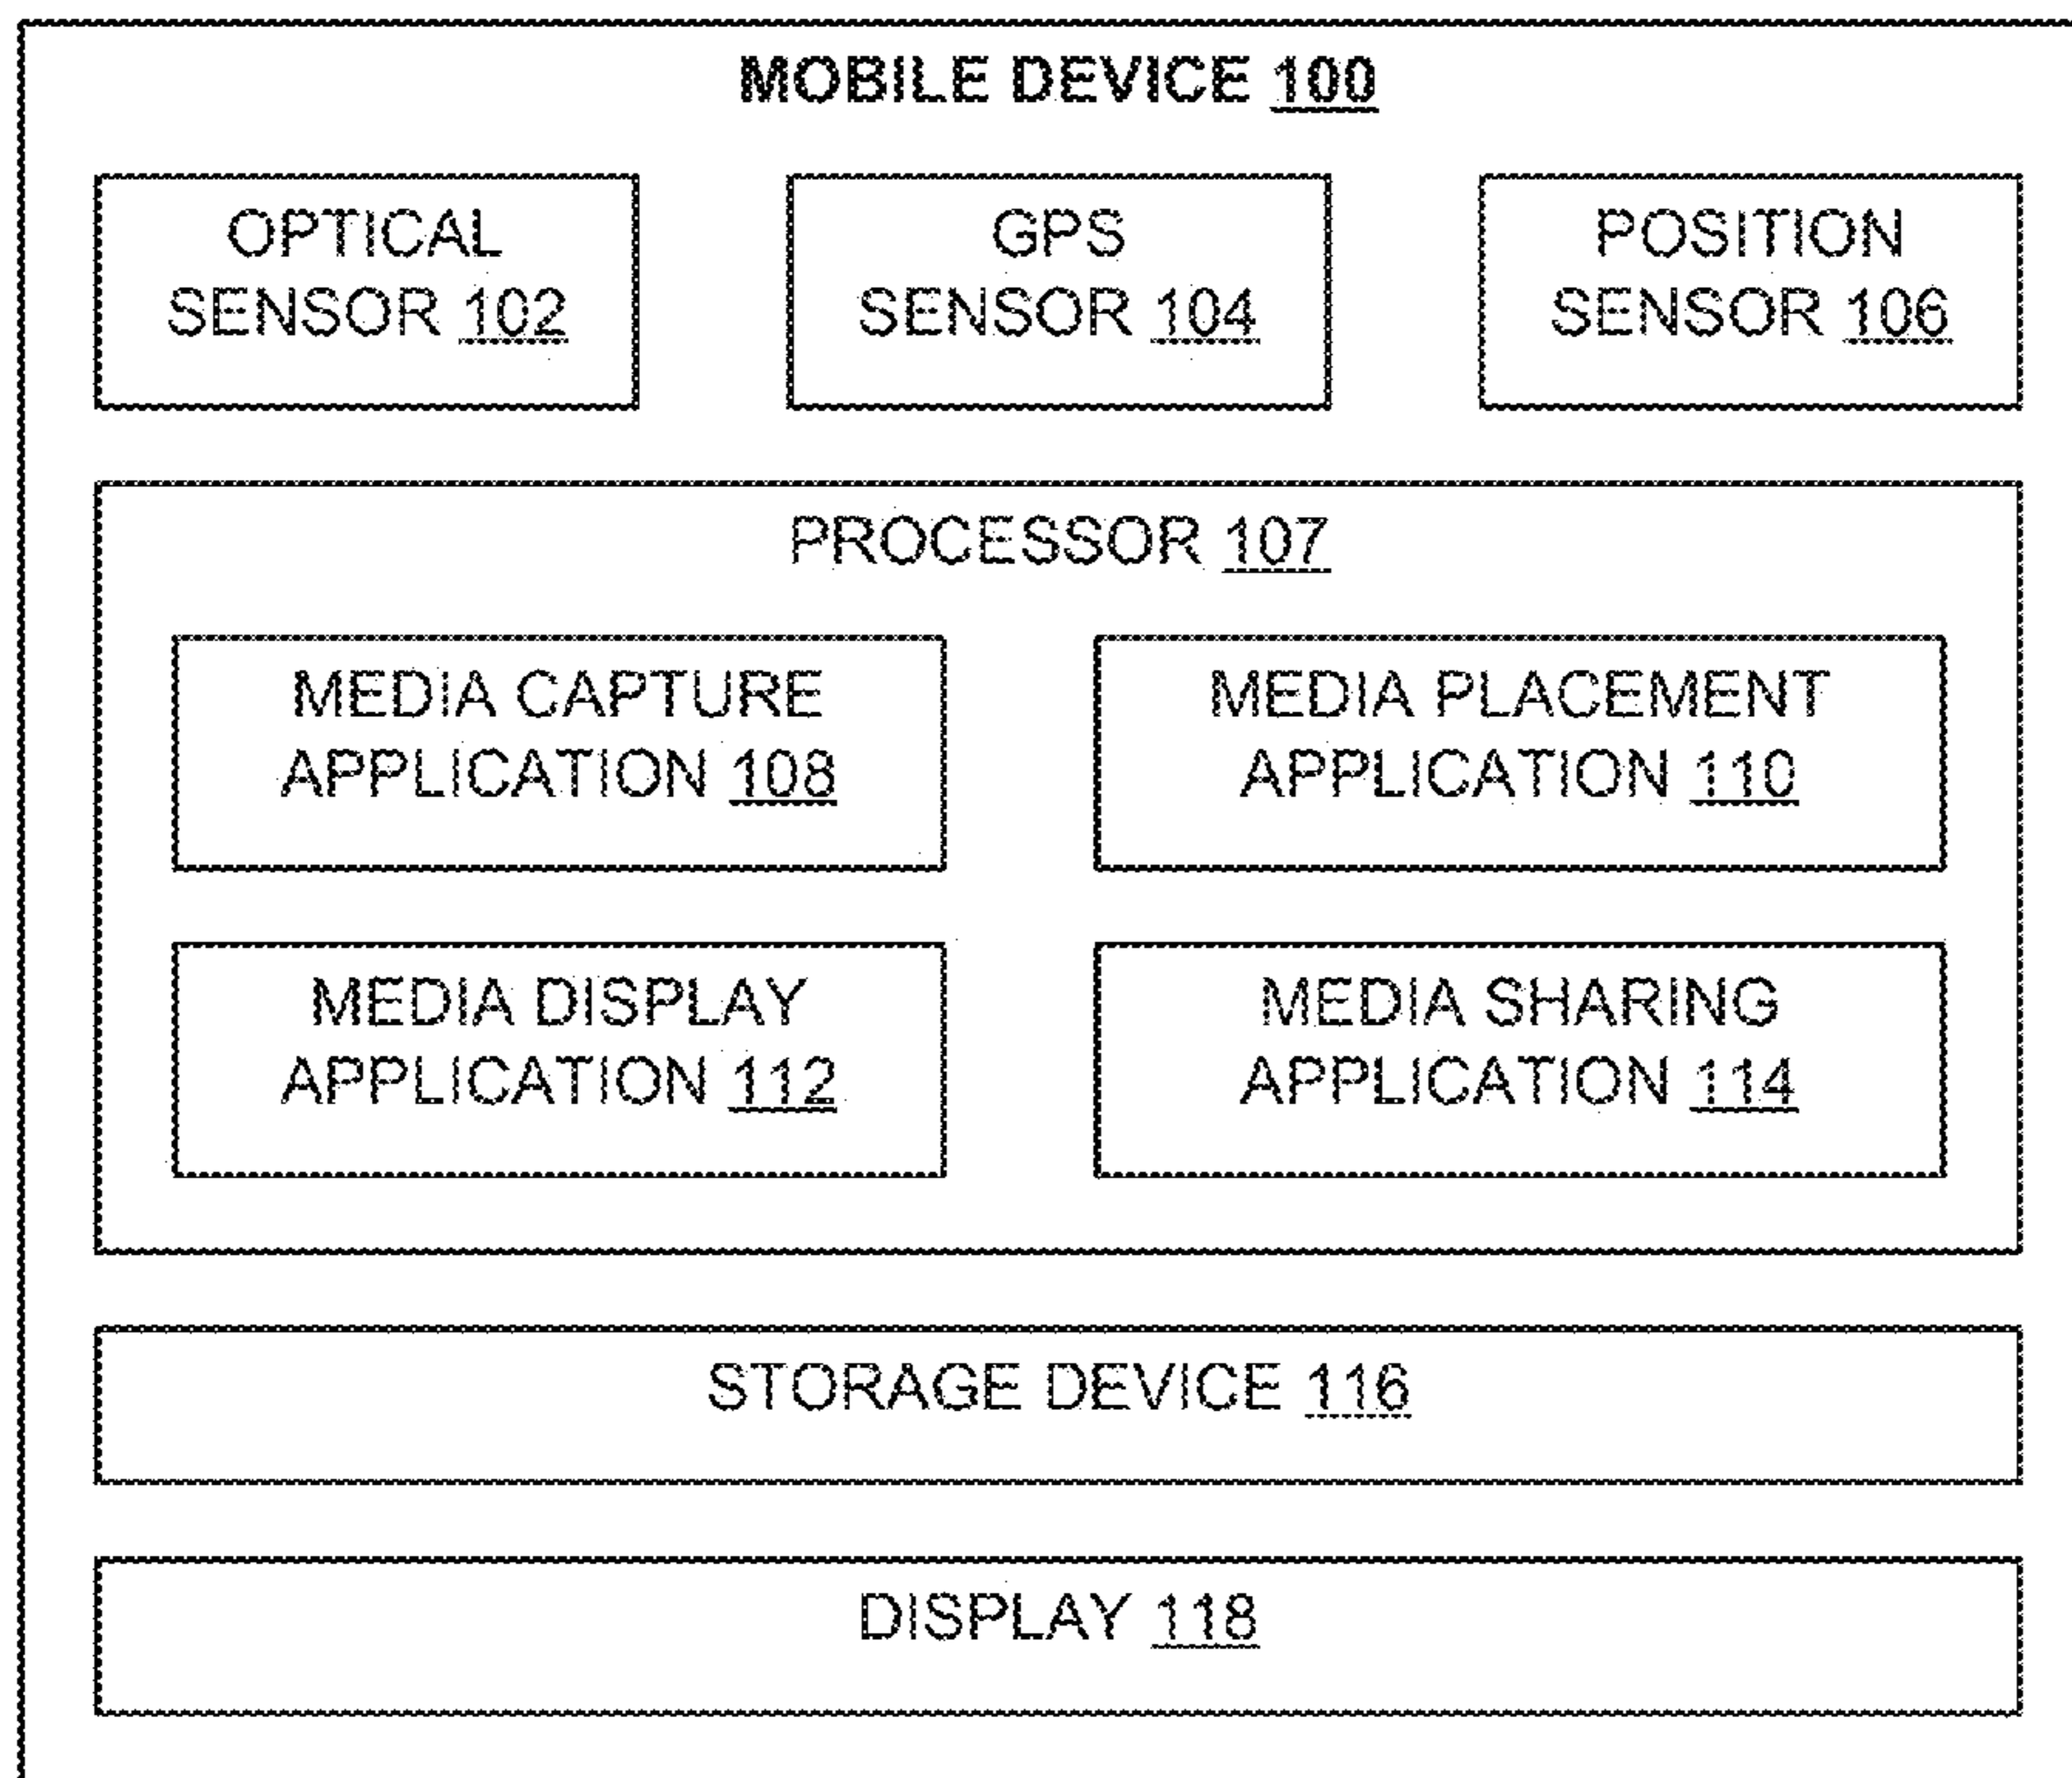 MOBILE DEVICE 100
OPTICAL
SENSOR 102
GPS
SENSOR 104
POSITION
SENSOR 106
PROCESSOR 107
MEDIA CAPTURE
APPLICATION 108
MEDIA PLACEMENT
APPLICATION 110
MEDIA DISPLAY
APPLICATION 112
MEDIA SHARING
APPLICATION 114
STORAGE DEVICE 116
DISPLAY 118